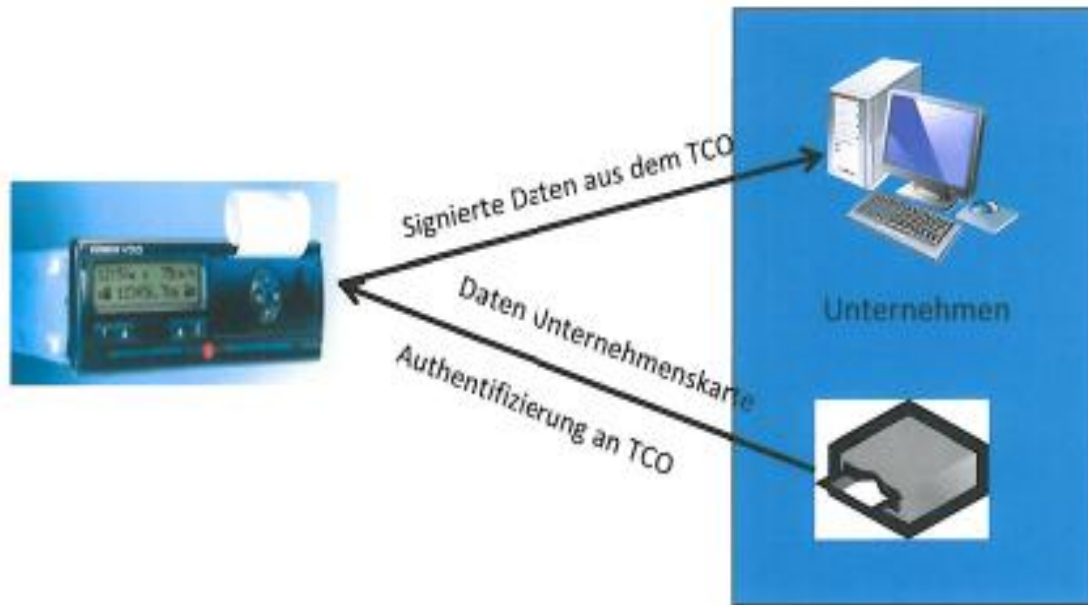 Signierte Daten aus dem TCO
Daten Unternehmenskarte
Authentifizierung an TCO
Unternehmen